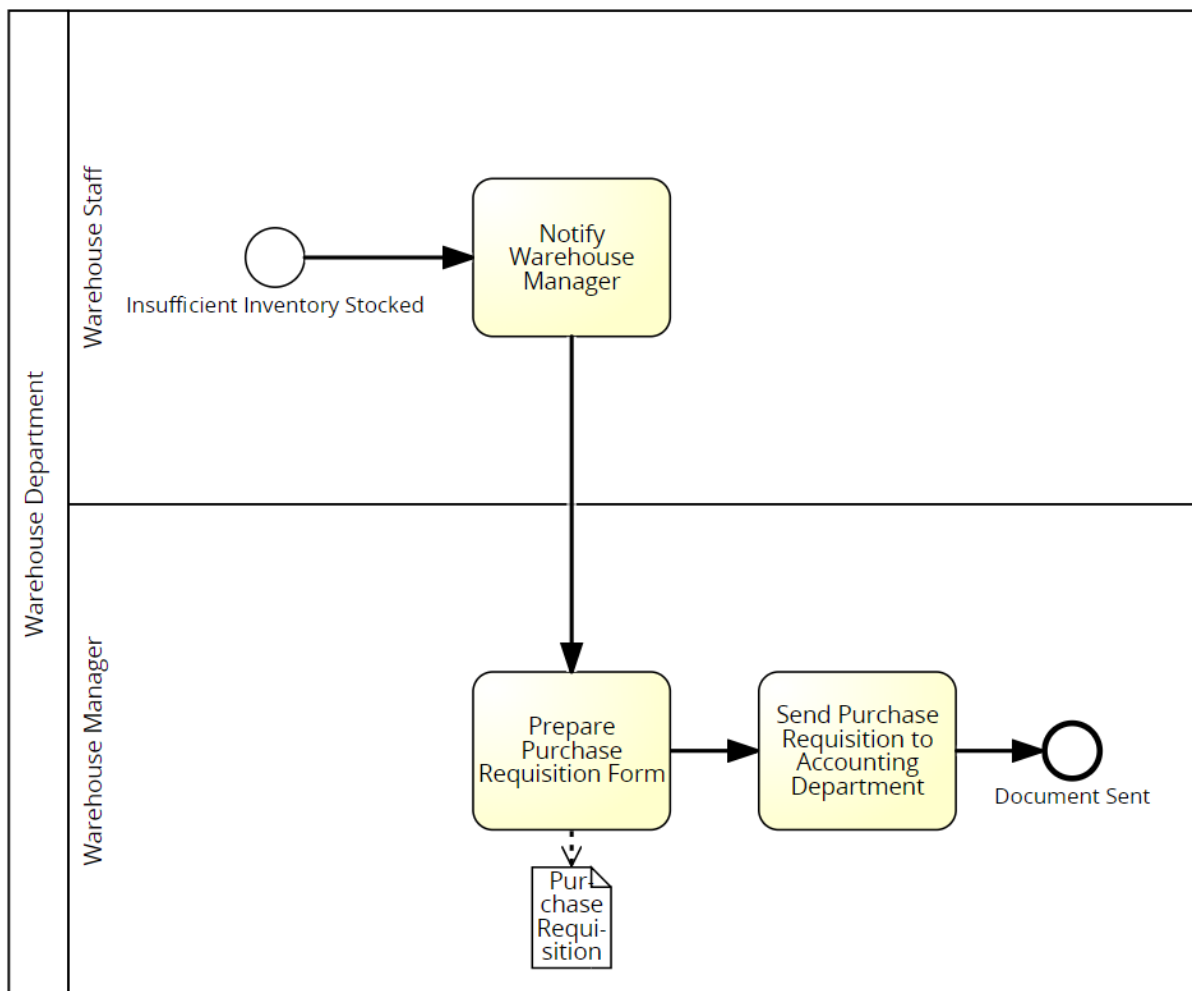 Warehouse Department
Warehouse Staff
Insufficient Inventory Stocked
Notify
Warehouse
Manager
Warehouse Manager
Prepare
Purchase
Requisition Form
Send Purchase
Requisition to
Accounting
Department
Document Sent
Pur-
chase
Requi-
sition